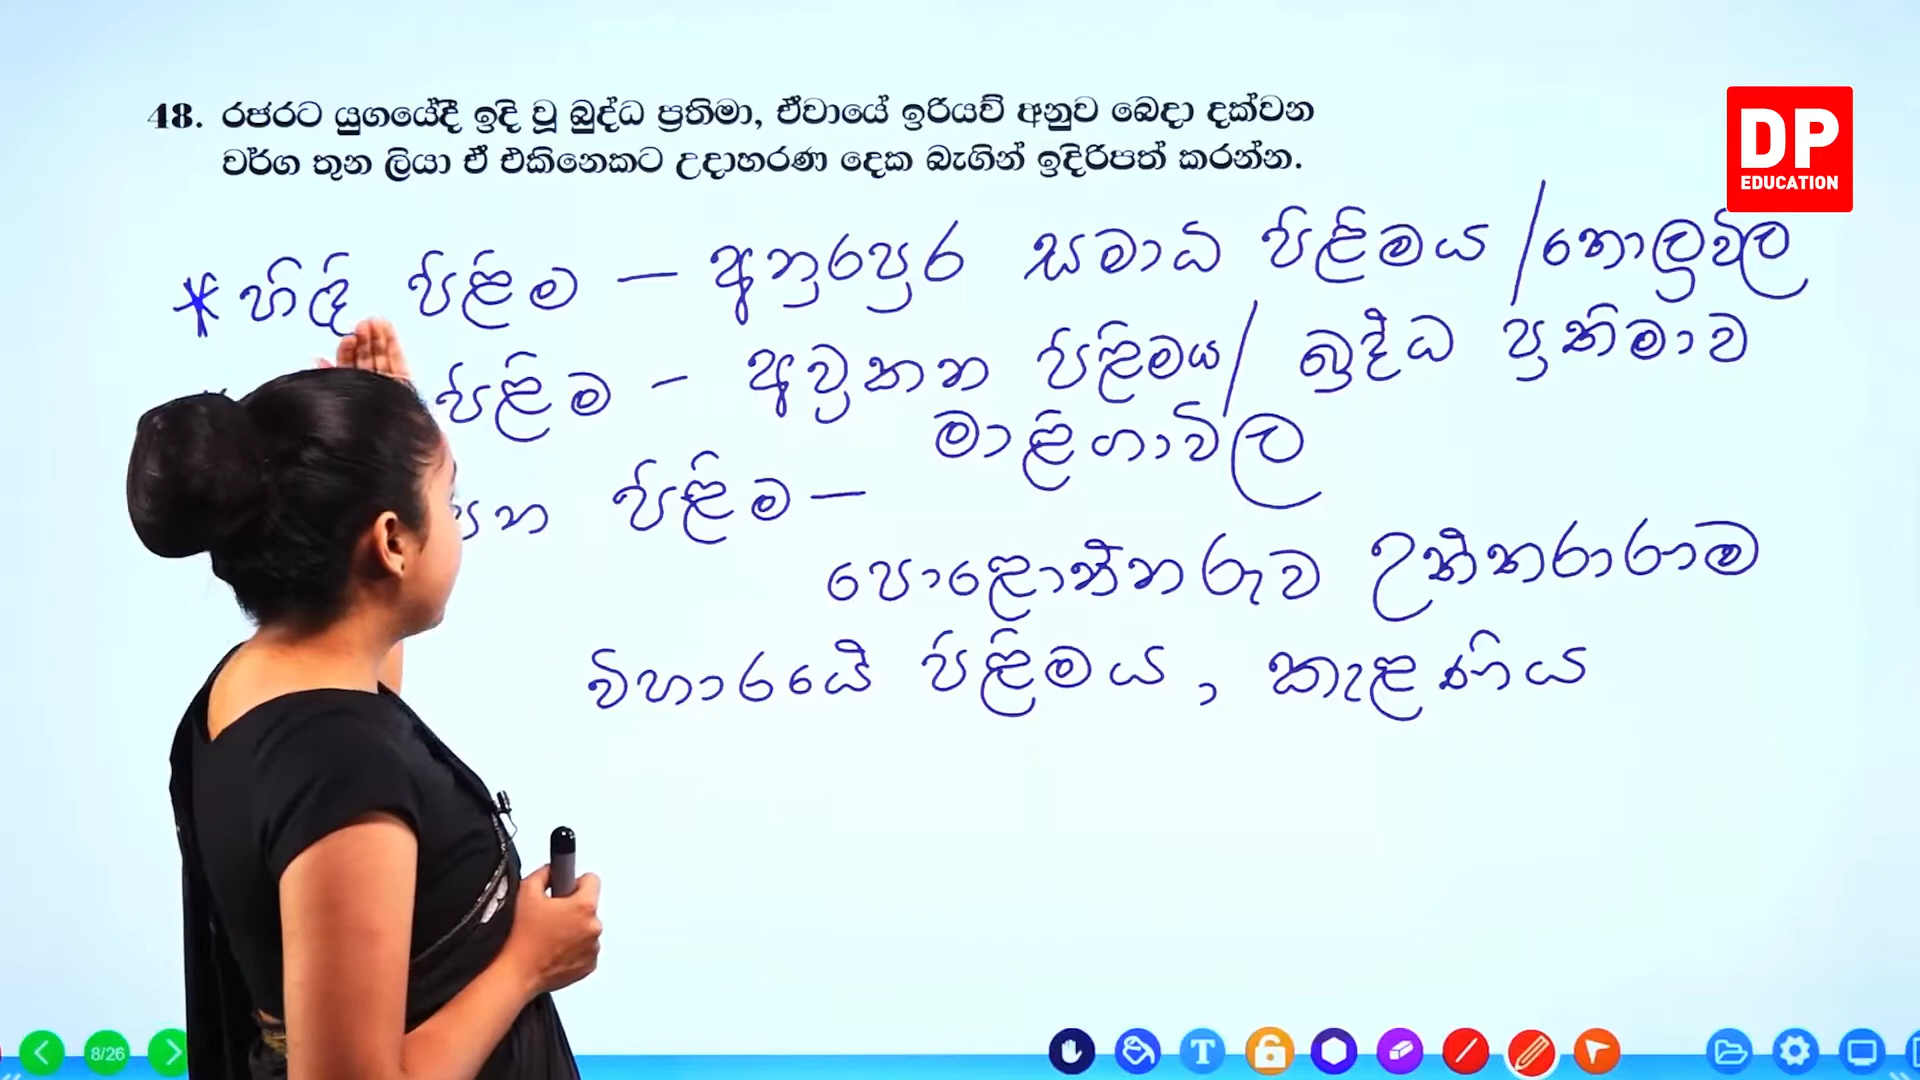 48. රජරට යුගයේදී ඉදි වූ බුද්ධ ප්‍රතිමා, ඒවායේ ඉරියව් අනුව බෙදා දක්වන
වර්ග තුන ලියා ඒ එකිනෙකට උදාහරණ දෙක බැගින් ඉදිරිපත් කරන්න.
DP
EDUCATION
* හිඳි පිළිම – අනුරපුර සමාධි පිළිමය / තොලුවිල
පිළිම – අවුකන පිළිමය / බුද්ධ ප්‍රතිමාව
මාළිගාවිල
පිළිම –
පොළොන්නරුව උත්තරාරාම
විහාරයේ පිළිමය , කැළණිය
8/26
T